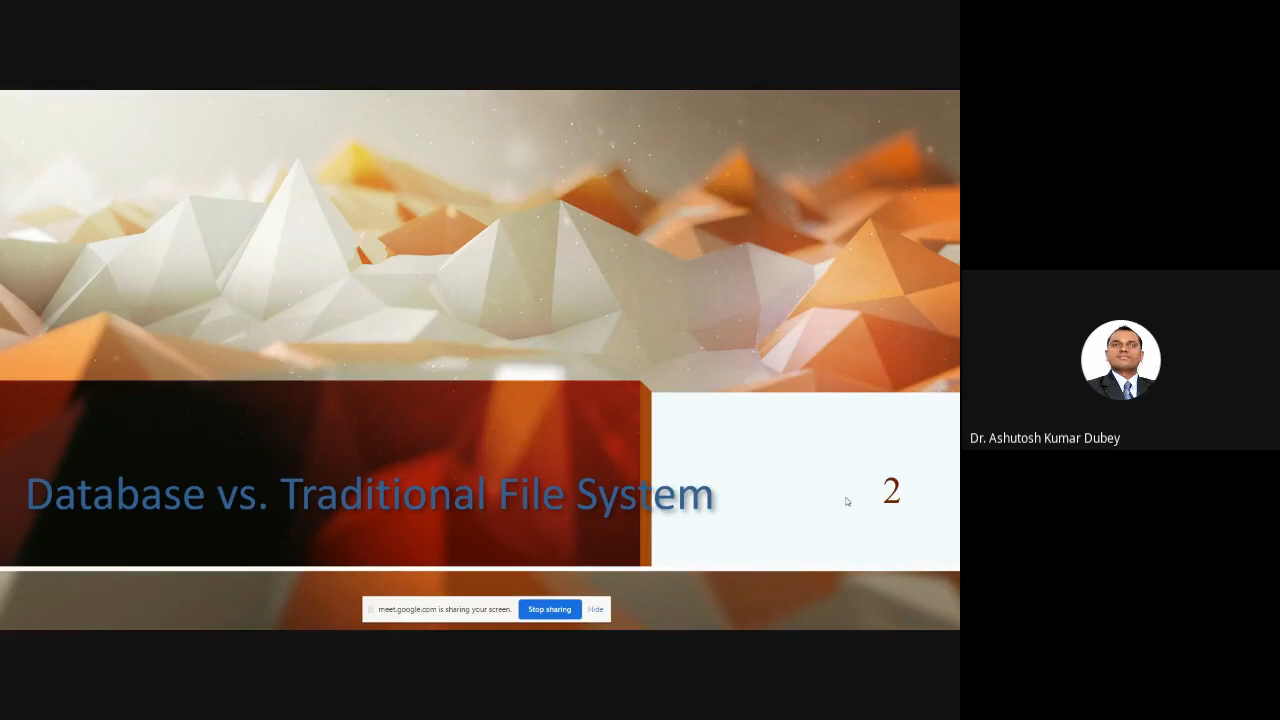 Database vs. Traditional File System
2
meet.google.com is sharing your screen. Stop sharing Hide
Dr. Ashutosh Kumar Dubey